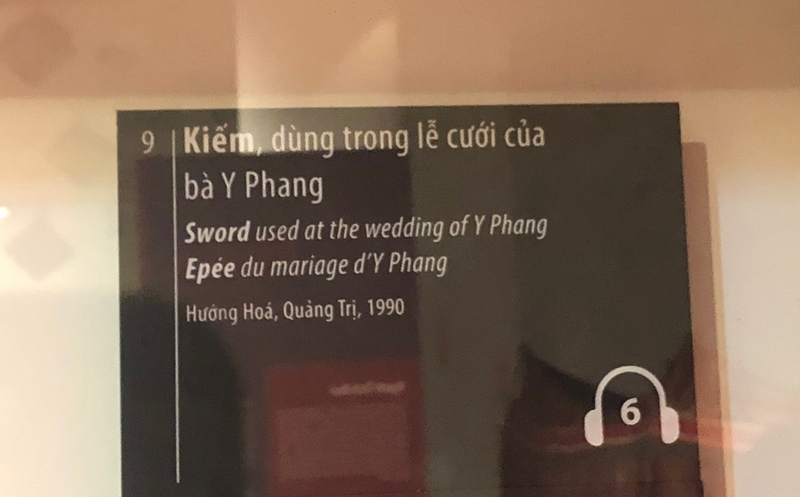 9 Kiếm, dùng trong lễ cưới của
bà Y Phang
Sword used at the wedding of Y Phang
Epée du mariage d'Y Phang
Hướng Hoá, Quảng Trị, 1990
6